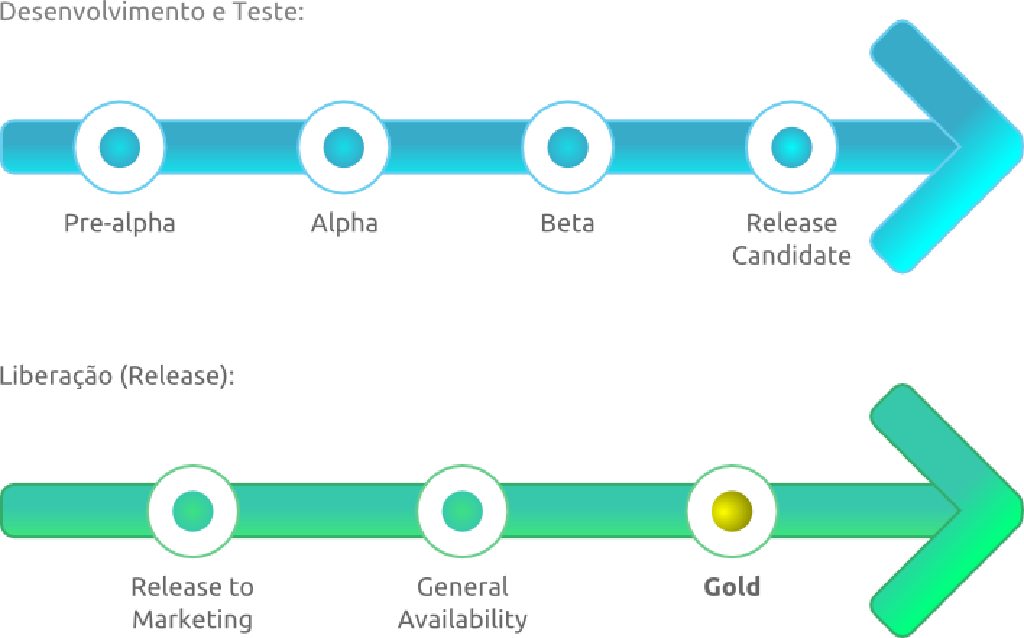 Desenvolvimento e Teste:
Pre-alpha
Alpha
Beta
Release
Candidate
Liberação (Release):
Release to
Marketing
General
Availability
Gold